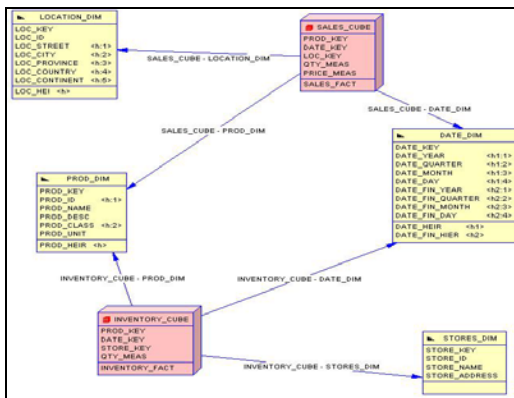 LOCATION_DIM
LOC_KEY
LOC_ID
LOC_STREET <h:1>
LOC_CITY <h:2>
LOC_PROVINCE <h:3>
LOC_COUNTRY <h:4>
LOC_CONTINENT <h:5>
LOC_HEI <h>
SALES_CUBE
PROD_KEY
DATE_KEY
LOC_KEY
QTY_MEAS
PRICE_MEAS
SALES_FACT
SALES_CUBE - LOCATION_DIM
SALES_CUBE - DATE_DIM
SALES_CUBE - PROD_DIM
DATE_DIM
DATE_KEY
DATE_YEAR <h1:1>
DATE_QUARTER <h1:2>
DATE_MONTH <h1:3>
DATE_DAY <h1:4>
DATE_FIN_YEAR <h2:1>
DATE_FIN_QUARTER <h2:2>
DATE_FIN_MONTH <h2:3>
DATE_FIN_DAY <h2:4>
DATE_HEIR <h1>
DATE_FIN_HIER <h2>
PROD_DIM
PROD_KEY
PROD_ID <h:1>
PROD_NAME
PROD_DESC
PROD_CLASS <h:2>
PROD_UNIT
PROD_HEIR <h>
INVENTORY_CUBE - PROD_DIM
INVENTORY_CUBE - DATE_DIM
INVENTORY_CUBE
PROD_KEY
DATE_KEY
STORE_KEY
QTY_MEAS
INVENTORY_FACT
INVENTORY_CUBE - STORES_DIM
STORES_DIM
STORE_KEY
STORE_ID
STORE_NAME
STORE_ADDRESS